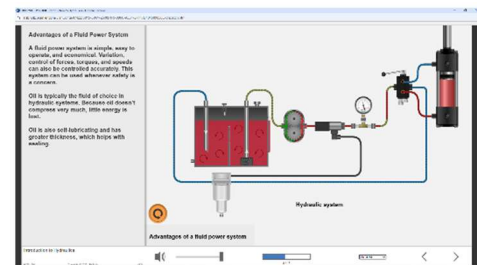 Advantages of a Fluid Power System
A fluid power system is simple, easy to
operate, and economical. Variation,
control of forces, torques, and speeds
can also be controlled accurately. This
system can be used whenever safety is
a concern.
Oil is typically the fluid of choice in
hydraulic systems. Because oil doesn't
compress very much, little energy is
lost.
Oil is also self-lubricating and has
greater thickness, which helps with
sealing.
Hydraulic system
Advantages of a fluid power system
Introduction to Hydraulics